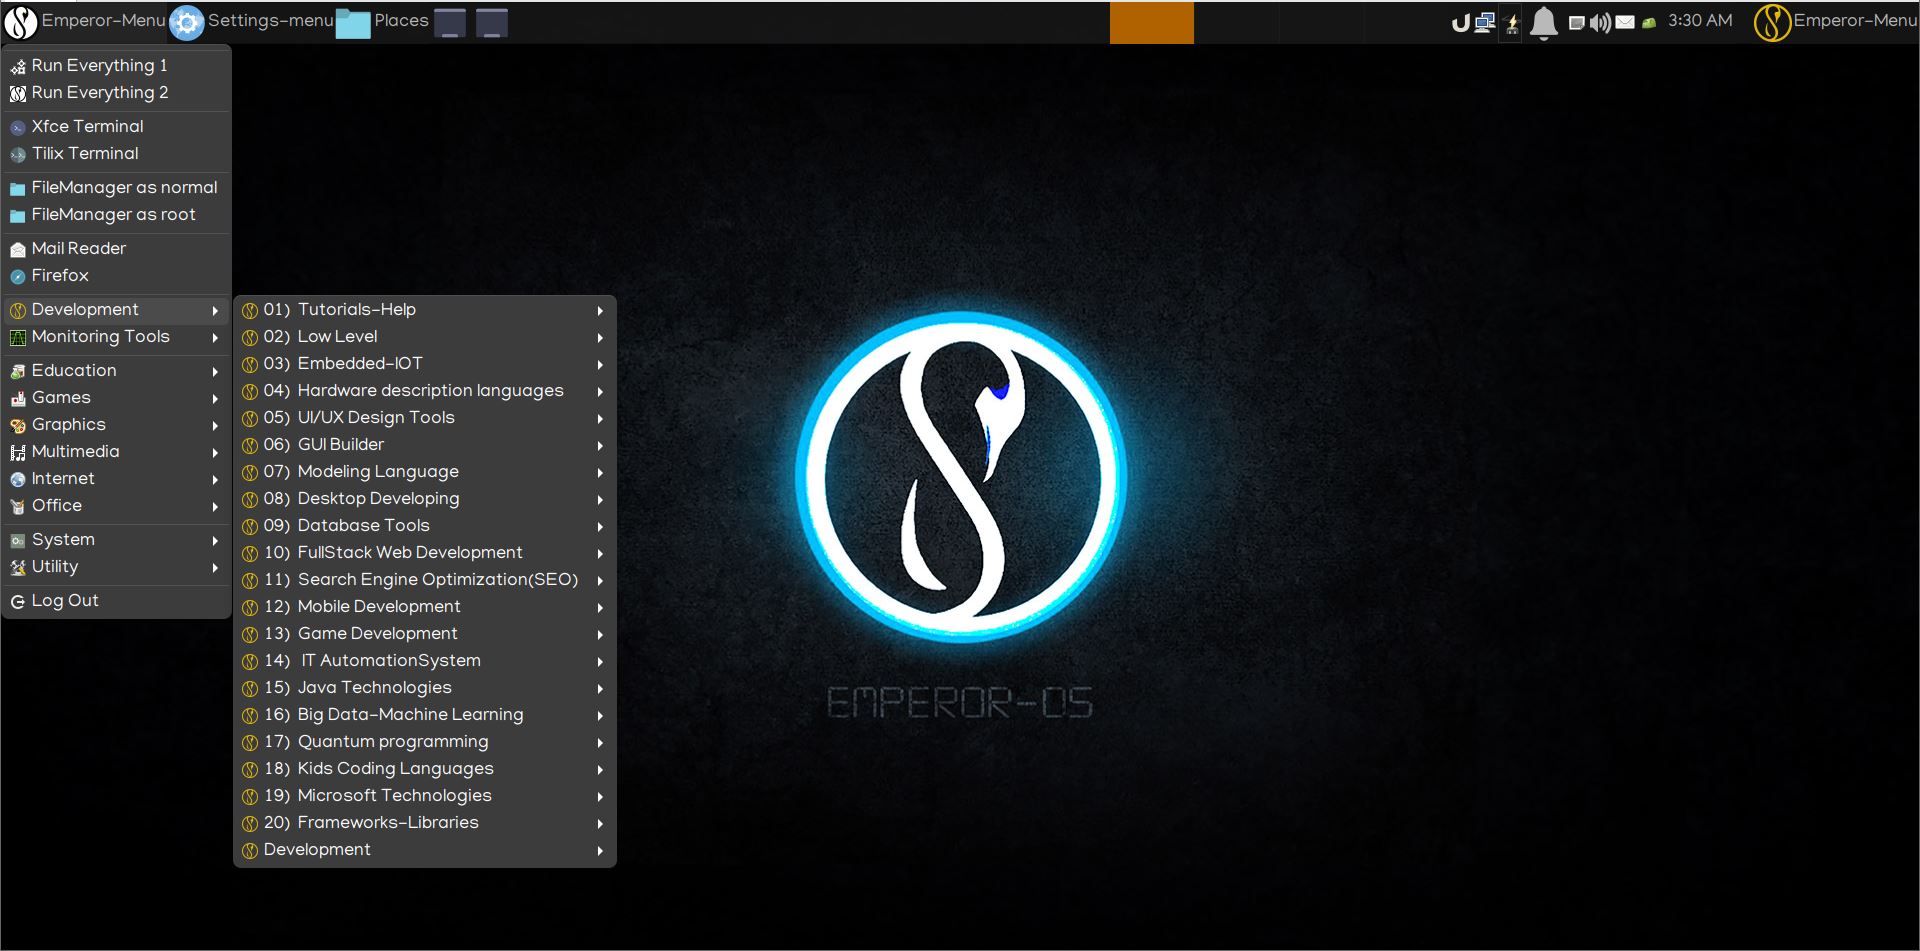 Emperor-Menu Settings-menu Places 3:30 AM Emperor-Menu
Run Everything 1
Run Everything 2
Xfce Terminal
Tilix Terminal
FileManager as normal
FileManager as root
Mail Reader
Firefox
Development
Monitoring Tools
Education
Games
Graphics
Multimedia
Internet
Office
System
Utility
Log Out
01) Tutorials-Help
02) Low Level
03) Embedded-IOT
04) Hardware description languages
05) UI/UX Design Tools
06) GUI Builder
07) Modeling Language
08) Desktop Developing
09) Database Tools
10) FullStack Web Development
11) Search Engine Optimization(SEO)
12) Mobile Development
13) Game Development
14) IT AutomationSystem
15) Java Technologies
16) Big Data-Machine Learning
17) Quantum programming
18) Kids Coding Languages
19) Microsoft Technologies
20) Frameworks-Libraries
Development
EMPEROR-OS